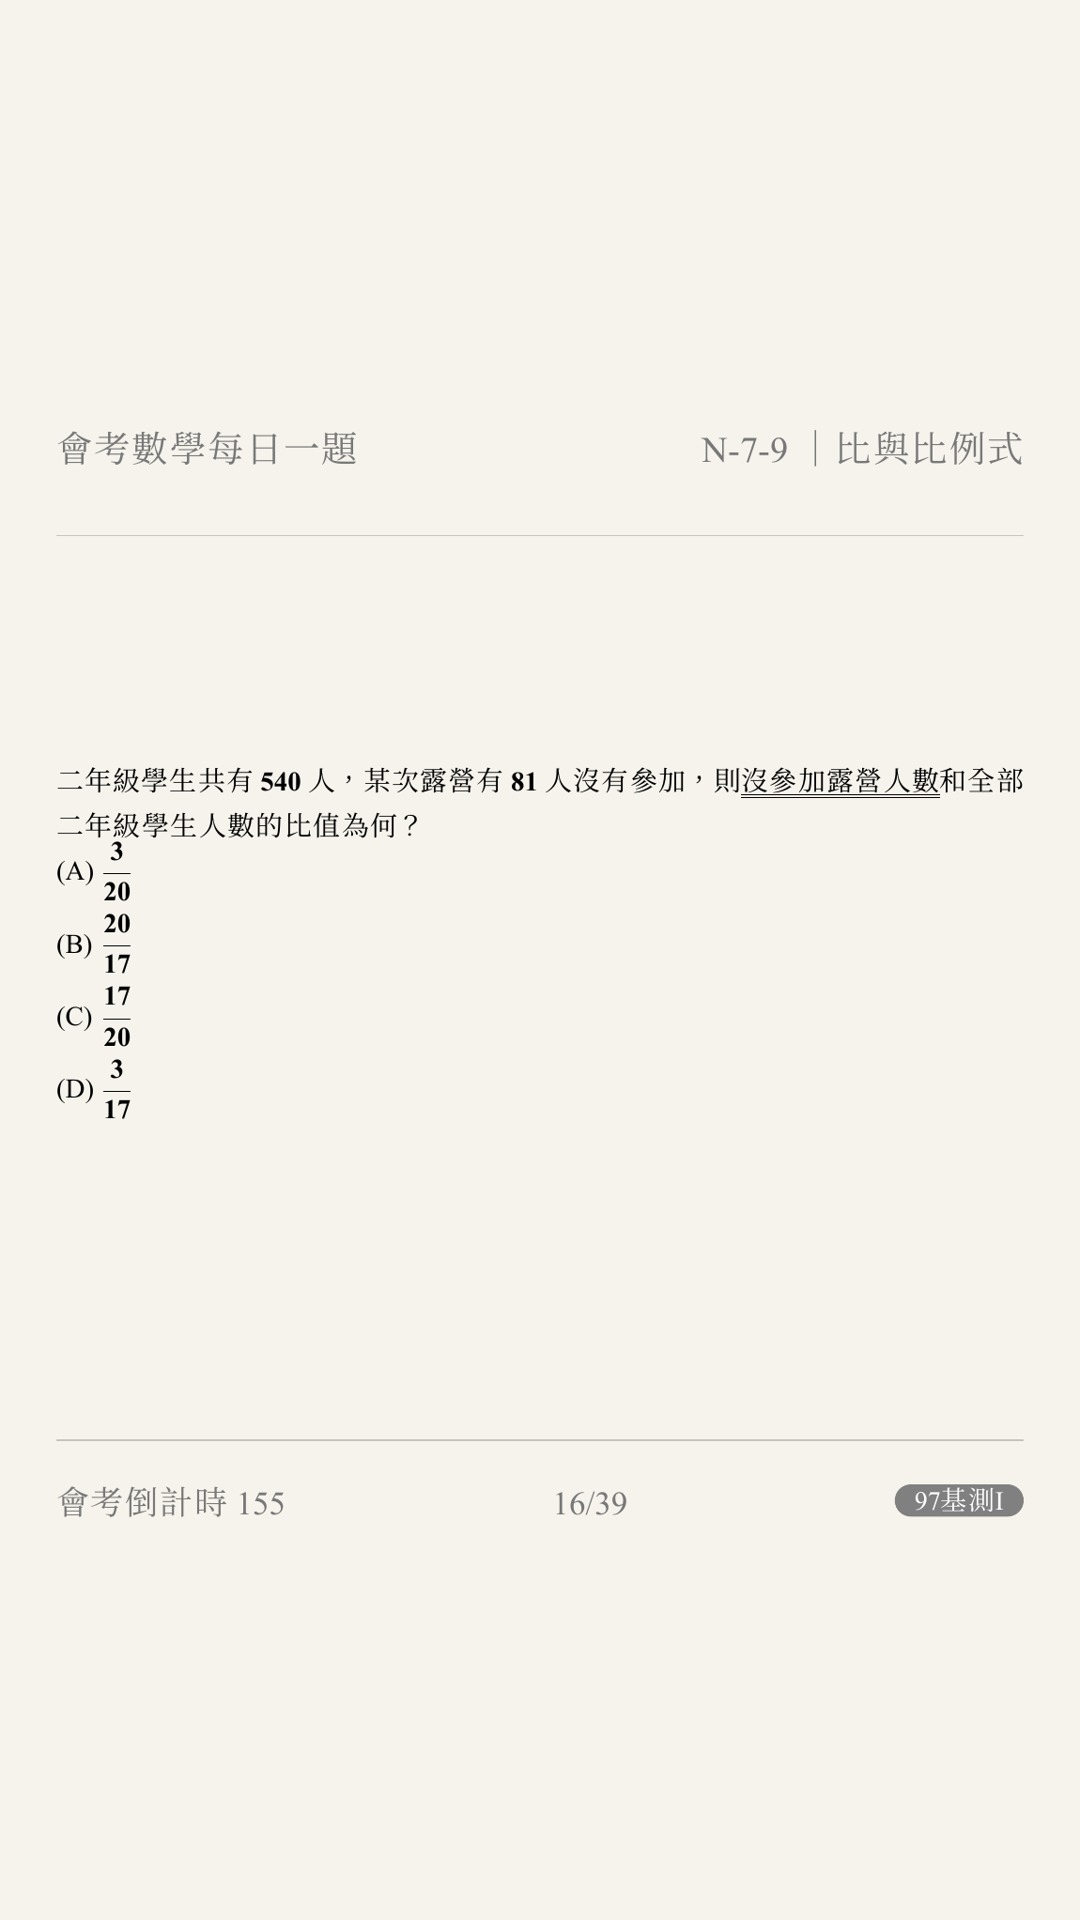 會考數學每日一題
N-7-9 | 比與比例式
二年級學生共有 540 人，某次露營有 81 人沒有參加，則沒參加露營人數和全部
二年級學生人數的比值為何？
(A) 3/20
(B) 20/17
(C) 17/20
(D) 3/17
會考倒計時 155
16/39
97基測I